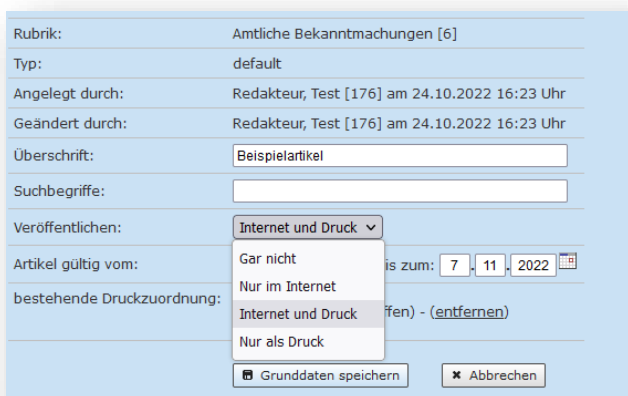 Rubrik: Amtliche Bekanntmachungen [6]
Typ: default
Angelegt durch: Redakteur, Test [176] am 24.10.2022 16:23 Uhr
Geändert durch: Redakteur, Test [176] am 24.10.2022 16:23 Uhr
Überschrift: Beispielartikel
Suchbegriffe:
Veröffentlichen: Internet und Druck
Gar nicht
Artikel gültig vom: is zum: 7 . 11 . 2022
Nur im Internet
bestehende Druckzuordnung:
Internet und Druck ffen) - (entfernen)
Nur als Druck
Grunddaten speichern Abbrechen